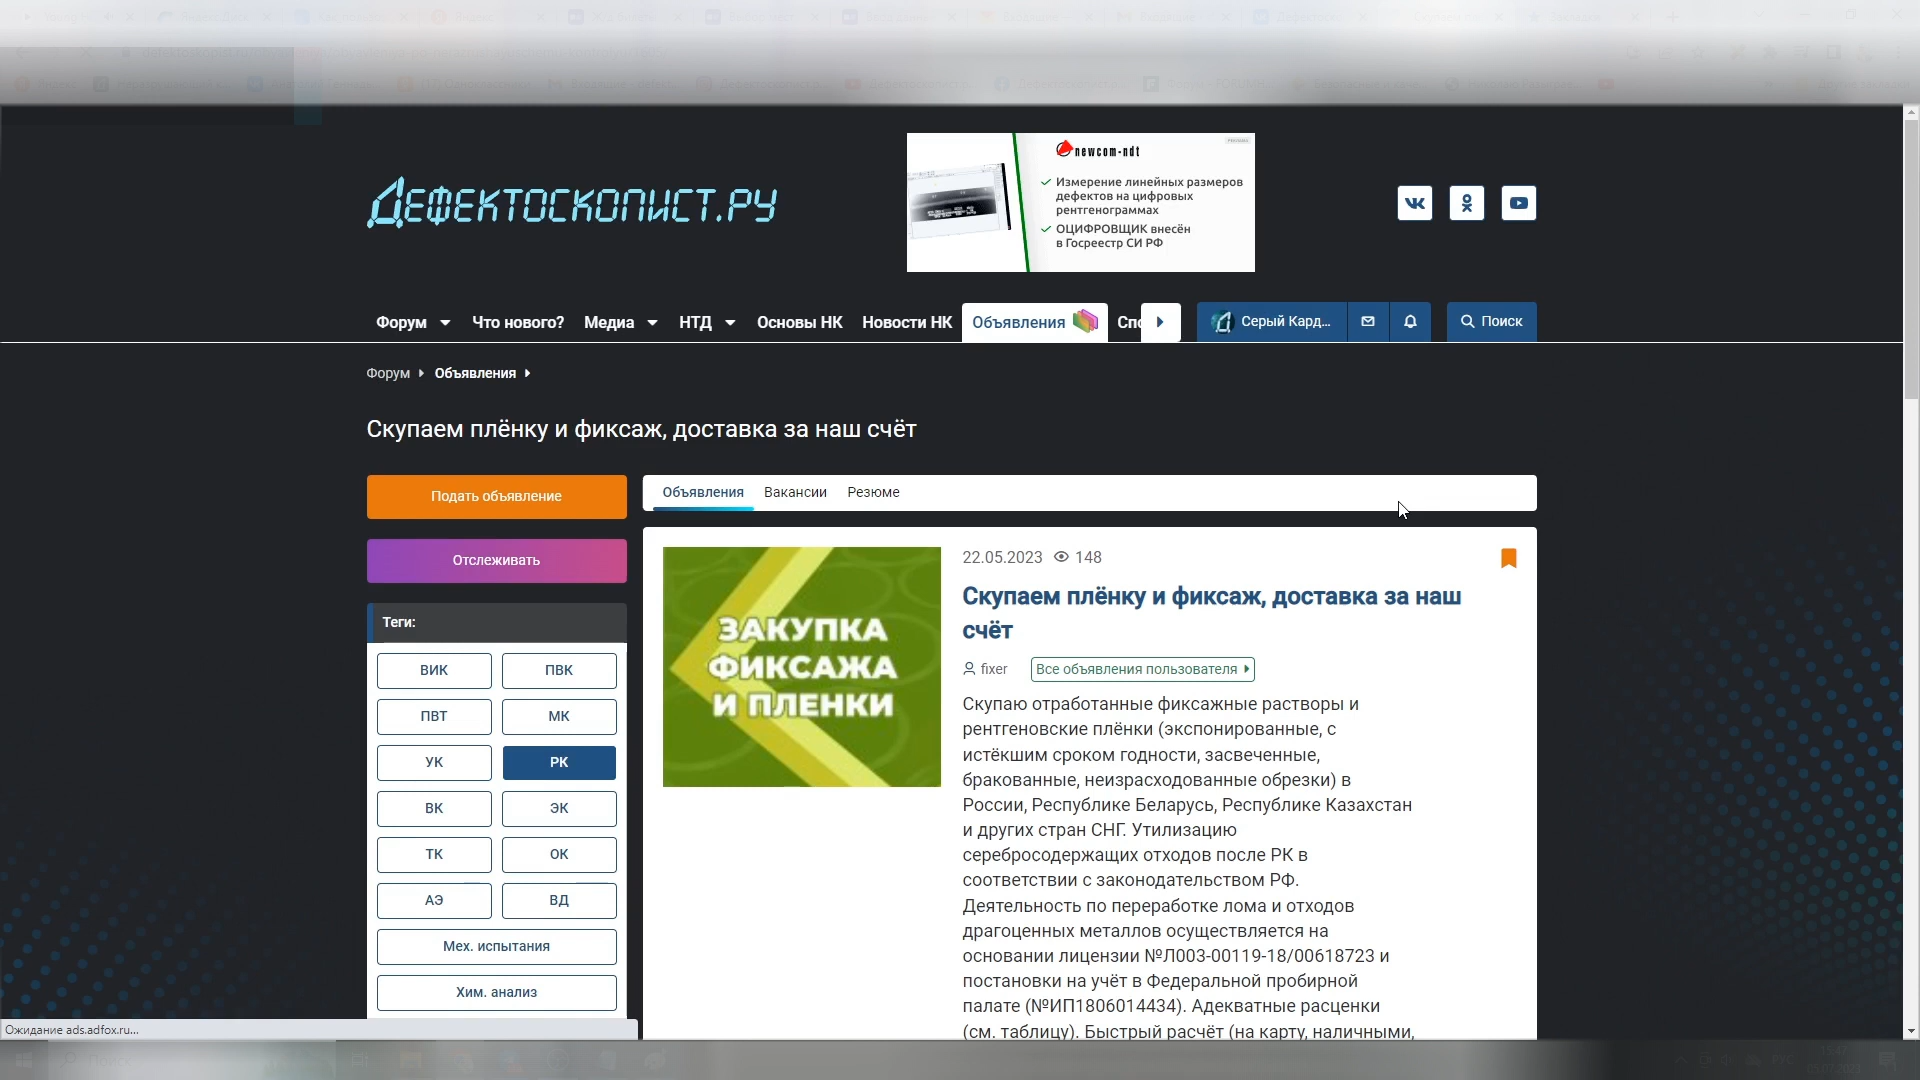 ДЕФЕКТОСКОПИСТ.РУ
newcom-ndt
Измерение линейных размеров
дефектов на цифровых
рентгенограммах
ОЦИФРОВЩИК внесён
в Госреестр СИ РФ
Форум
Что нового?
Медиа
НТД
Основы НК
Новости НК
Объявления
Спо
Серый Кард...
Поиск
Форум
Объявления
Скупаем плёнку и фиксаж, доставка за наш счёт
Подать объявление
Отслеживать
Теги:
ВИК
ПВК
ПВТ
МК
УК
РК
ВК
ЭК
ТК
ОК
АЭ
ВД
Мех. испытания
Хим. анализ
Объявления
Вакансии
Резюме
ЗАКУПКА
ФИКСАЖА
И ПЛЕНКИ
22.05.2023 148
Скупаем плёнку и фиксаж, доставка за наш
счёт
fixer
Все объявления пользователя
Скупаю отработанные фиксажные растворы и
рентгеновские плёнки (экспонированные, с
истёкшим сроком годности, засвеченные,
бракованные, неизрасходованные обрезки) в
России, Республике Беларусь, Республике Казахстан
и других стран СНГ. Утилизацию
серебросодержащих отходов после РК в
соответствии с законодательством РФ.
Деятельность по переработке лома и отходов
драгоценных металлов осуществляется на
основании лицензии №Л003-00119-18/00618723 и
постановки на учёт в Федеральной пробирной
палате (№ИП1806014434). Адекватные расценки
(см. таблицу). Быстрый расчёт (на карту, наличными,
Ожидание ads.adfox.ru...